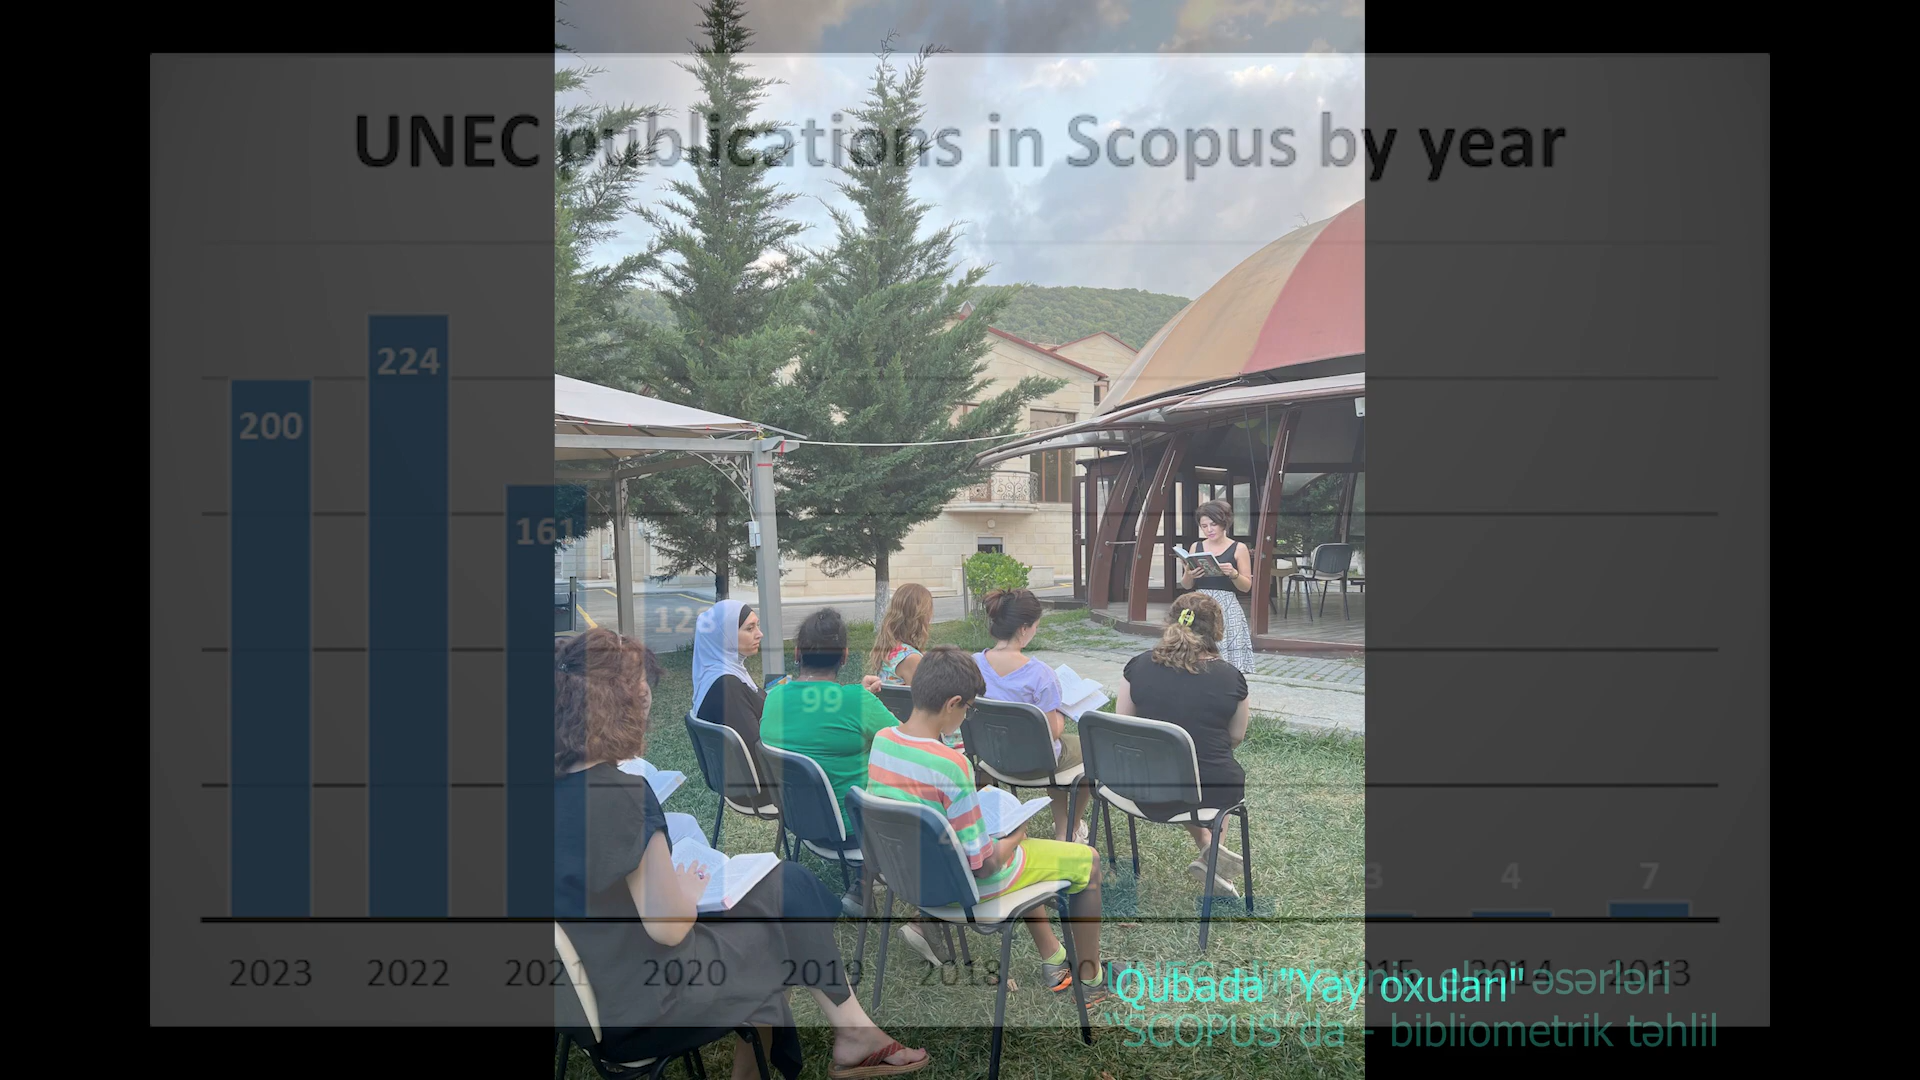 UNEC publications in Scopus by year
224
200
161
128
99
3 4 7
2023 2022 2021 2020 2019 2018 2014 2013
Qubada "Yay oxuları"
elmi əsərləri
"SCOPUS"da - bibliometrik təhlil